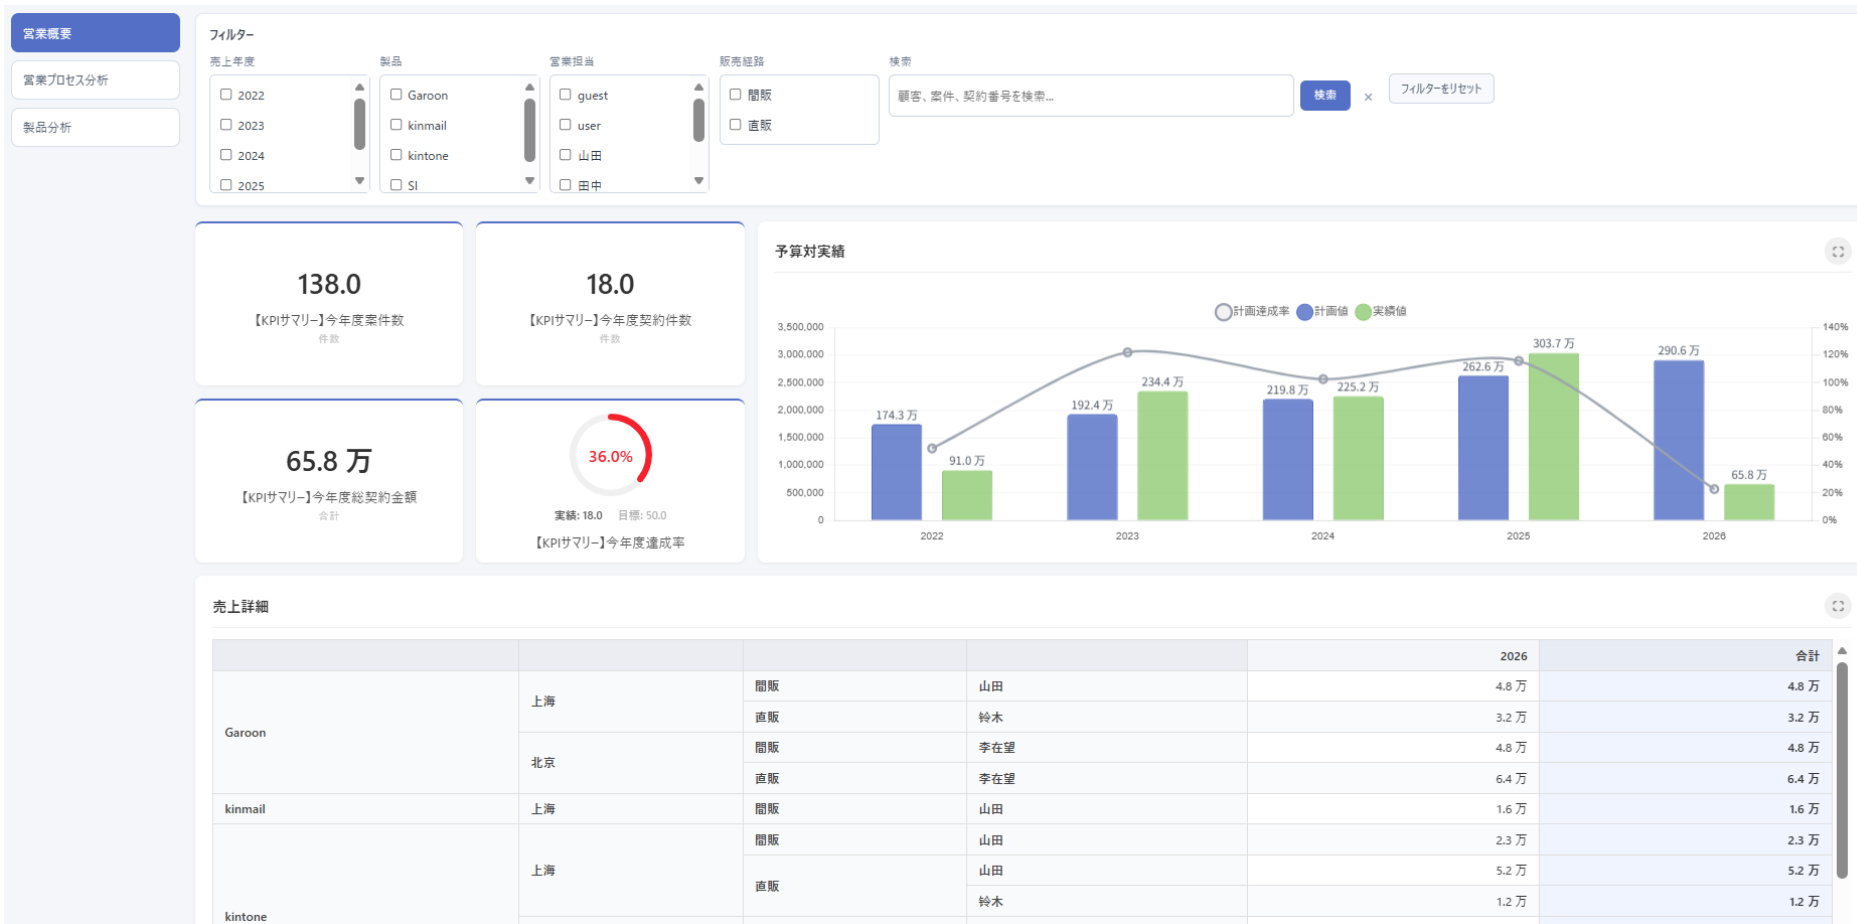 営業概要
営業プロセス分析
製品分析
フィルター
売上年度
2022
2023
2024
2025
製品
Garoon
kinmail
kintone
SI
営業担当
guest
user
山田
田中
販売経路
間販
直販
検索
顧客、案件、契約番号を検索...
検索
×
フィルターをリセット
138.0
【KPIサマリー】今年度案件数
件数
18.0
【KPIサマリー】今年度契約件数
件数
65.8 万
【KPIサマリー】今年度総契約金額
合計
36.0%
実績: 18.0 目標: 50.0
【KPIサマリー】今年度達成率
予算対実績
計画達成率 計画値 実績値
3,500,000
3,000,000
2,500,000
2,000,000
1,500,000
1,000,000
500,000
0
140%
120%
100%
80%
60%
40%
20%
0%
174.3 万
91.0 万
192.4 万
234.4 万
219.8 万
225.2 万
262.6 万
303.7 万
290.6 万
65.8 万
2022 2023 2024 2025 2026
売上詳細
2026 合計
Garoon 上海 間販 山田 4.8 万 4.8 万
直販 铃木 3.2 万 3.2 万
北京 間販 李在望 4.8 万 4.8 万
直販 李在望 6.4 万 6.4 万
kinmail 上海 間販 山田 1.6 万 1.6 万
kintone 上海 間販 山田 2.3 万 2.3 万
直販 山田 5.2 万 5.2 万
铃木 1.2 万 1.2 万